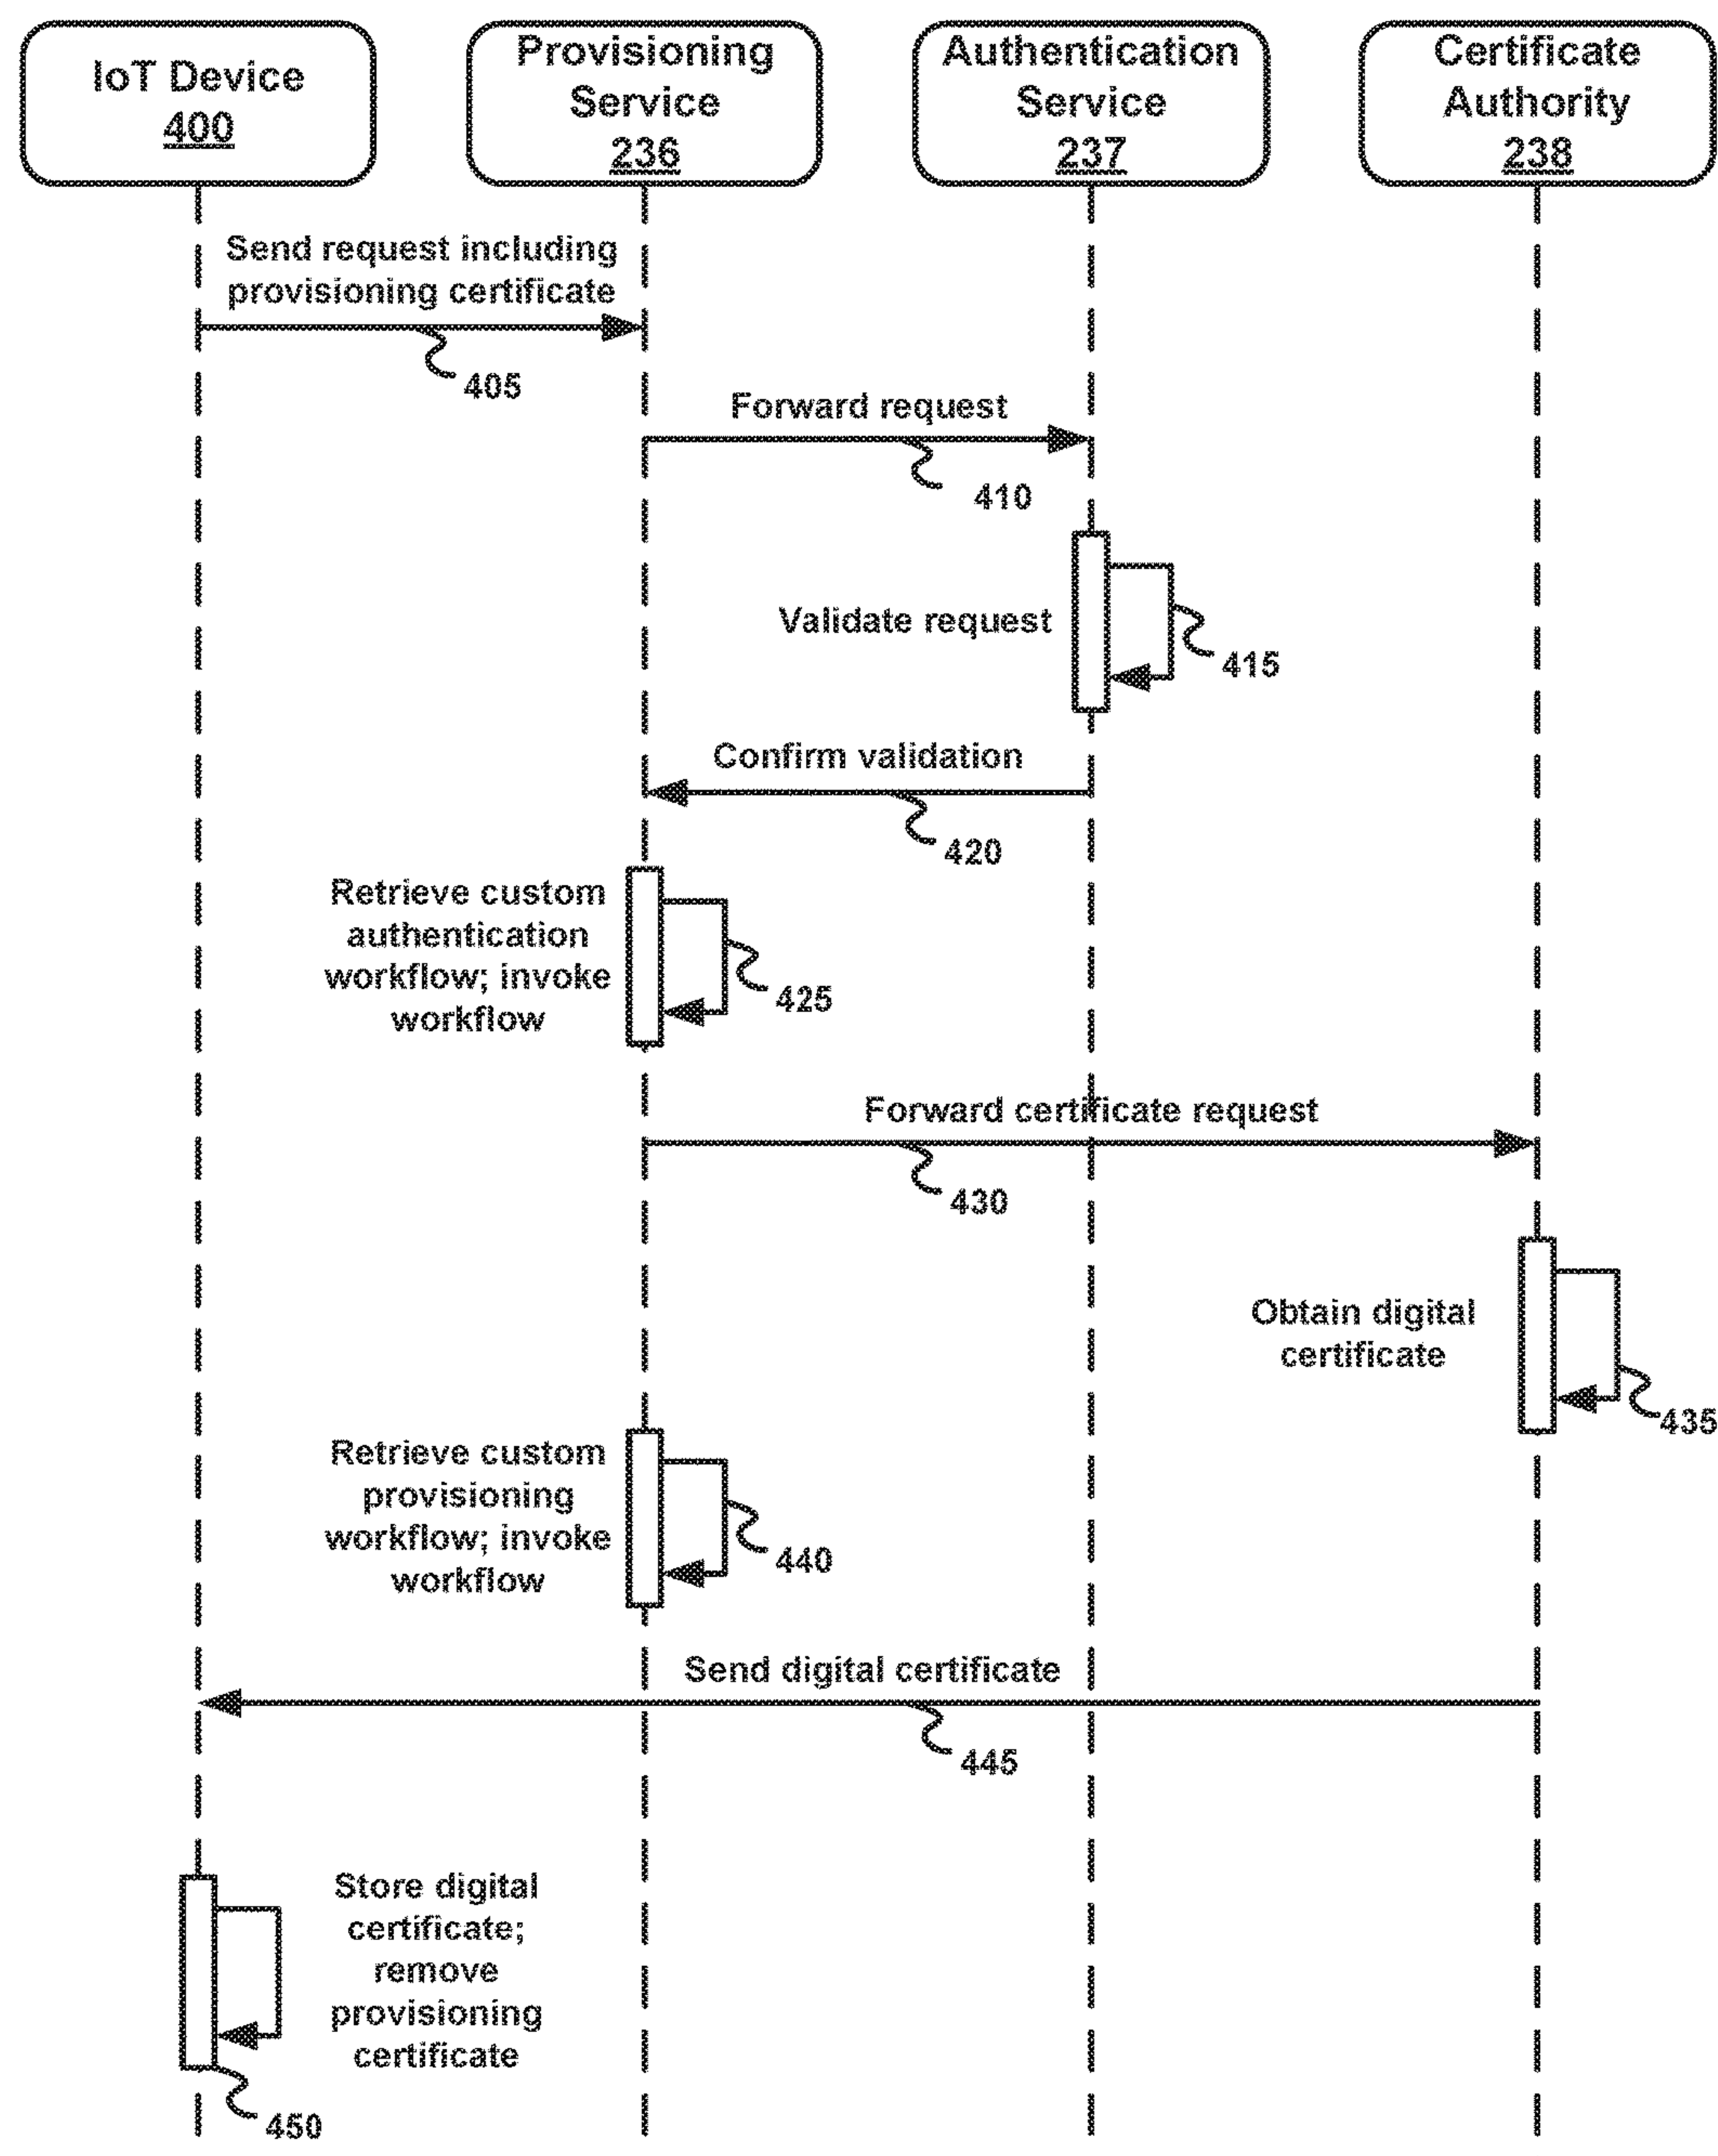 IoT Device
400
Provisioning
Service
236
Authentication
Service
237
Certificate
Authority
238
Send request including
provisioning certificate
405
Forward request
410
Validate request
415
Confirm validation
420
Retrieve custom
authentication
workflow; invoke
workflow
425
Forward certificate request
430
Obtain digital
certificate
435
Retrieve custom
provisioning
workflow; invoke
workflow
440
Send digital certificate
445
Store digital
certificate;
remove
provisioning
certificate
450